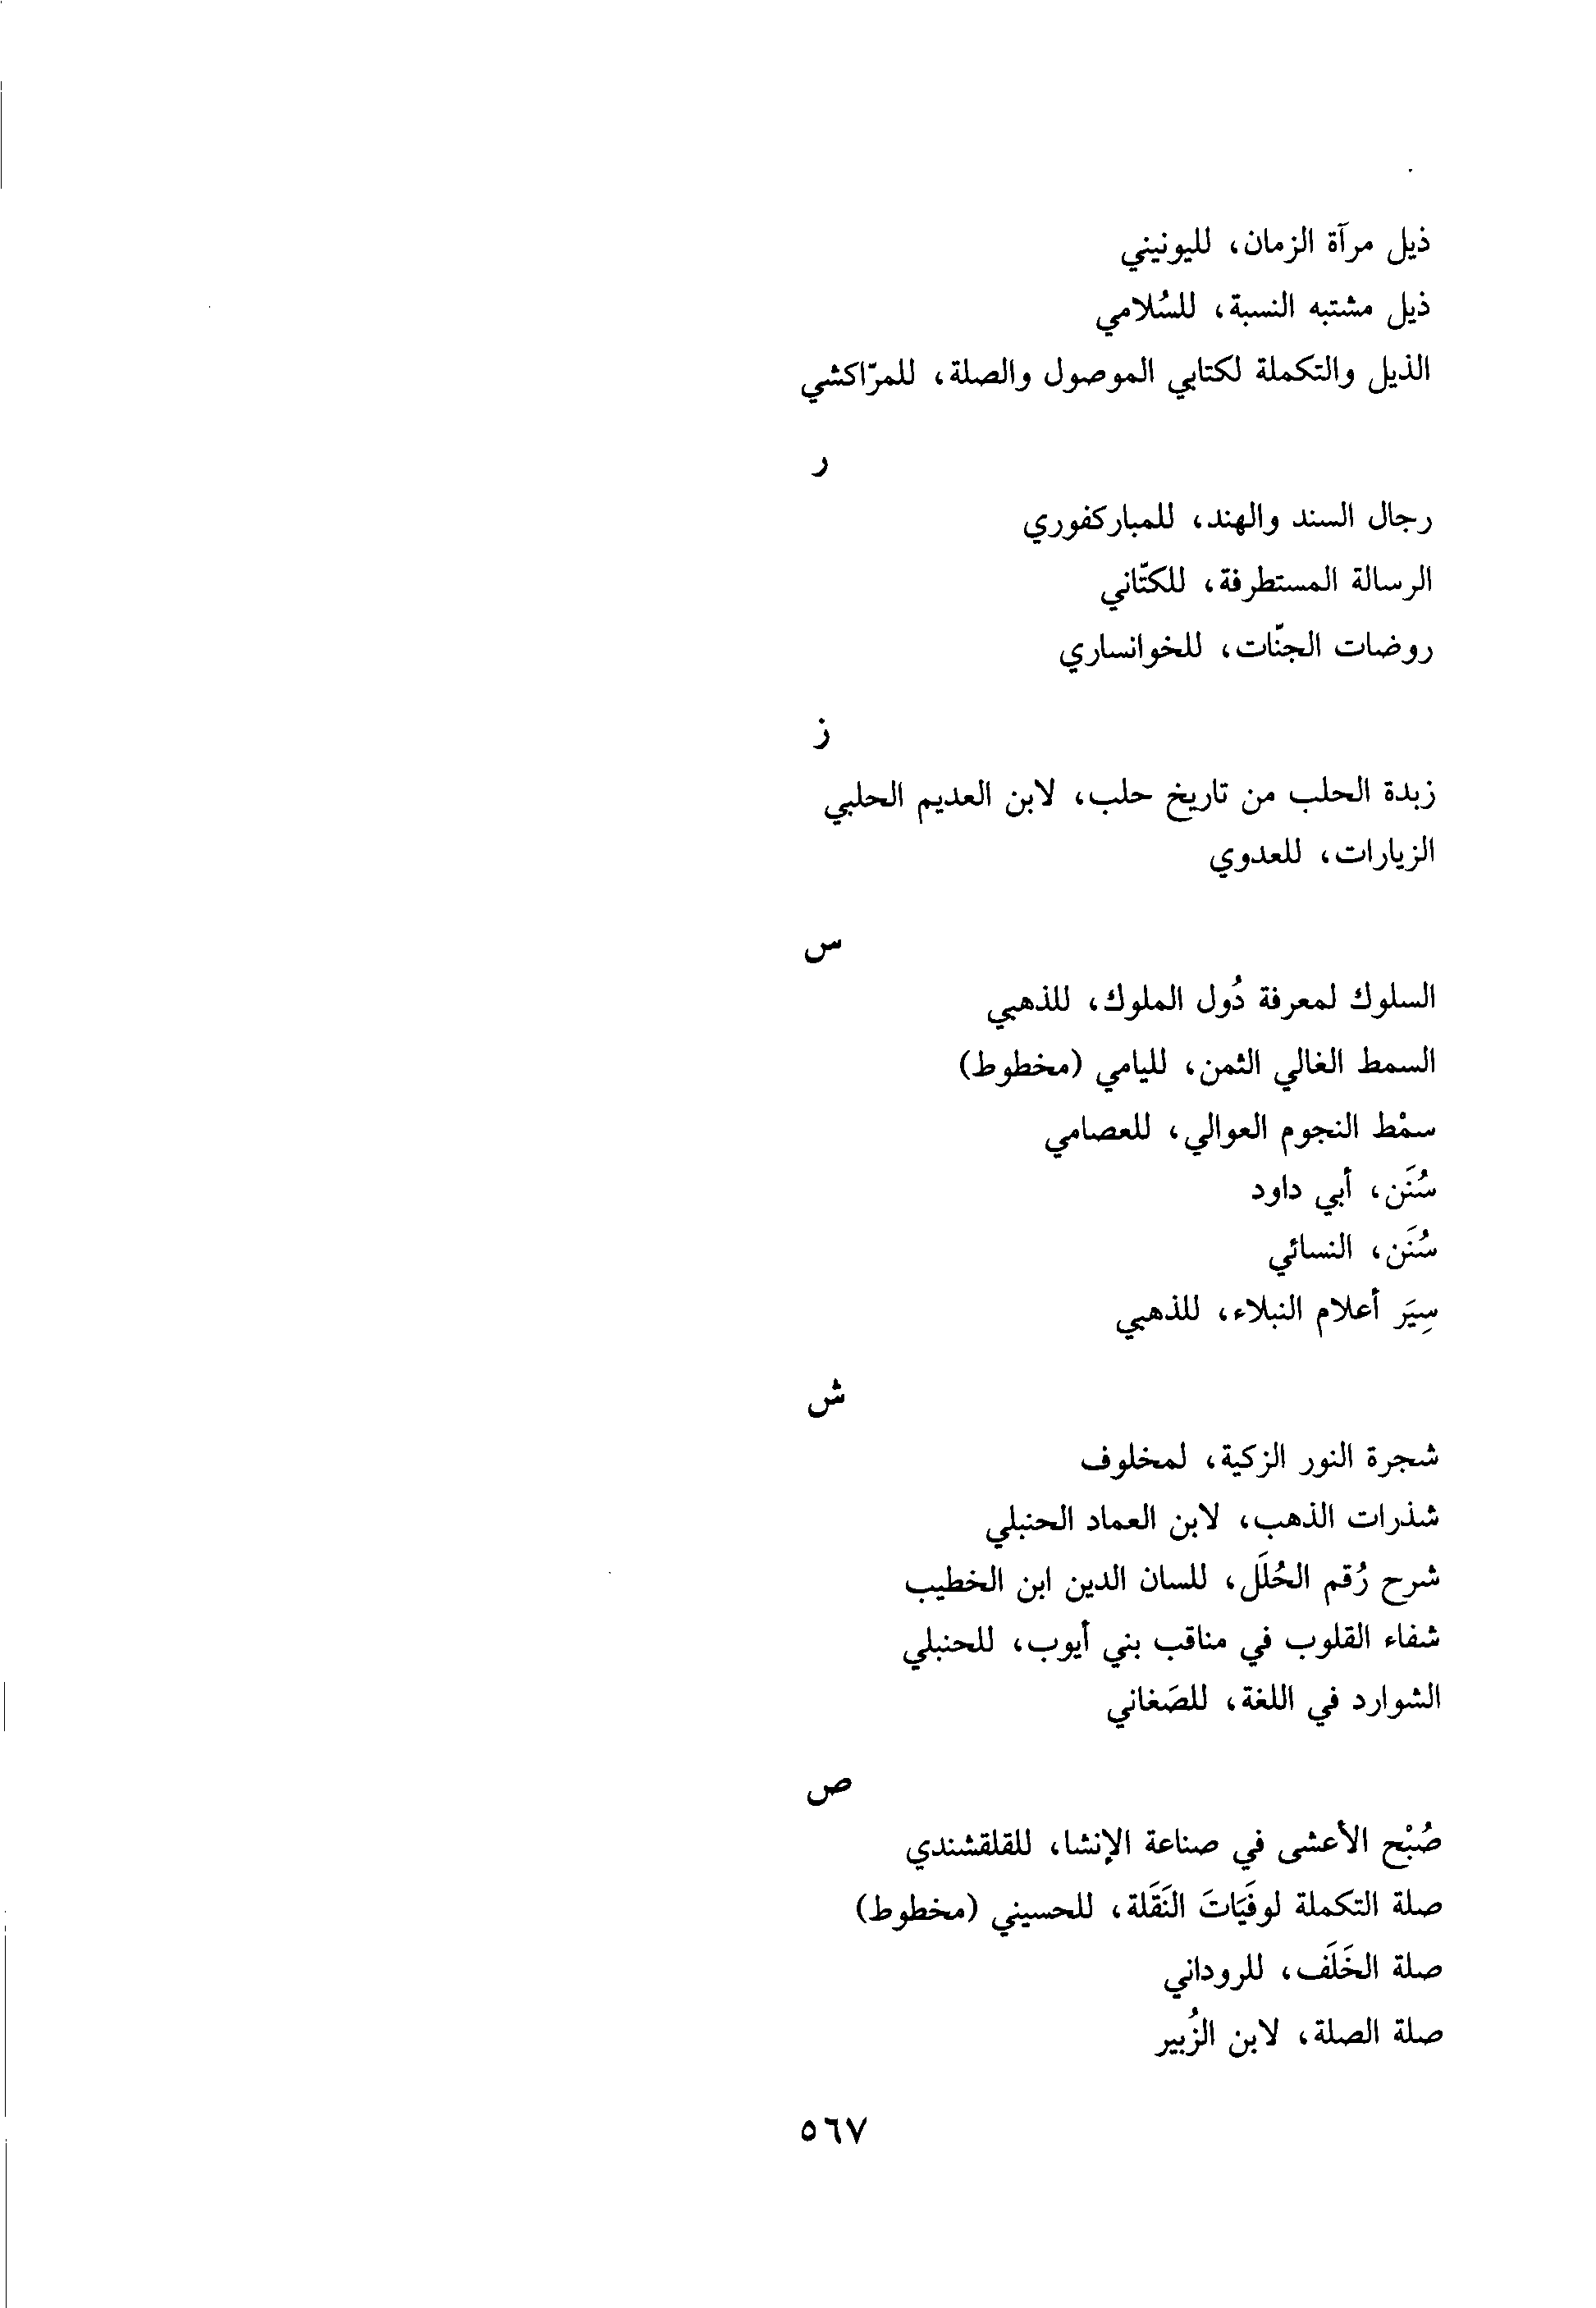 ذيل مرآة الزمان، لليونيني
ذيل مشتبه النسبة، للسُلامي
الذيل والتكملة لكتابي الموصول والصلة، للمرّاكشي
ر
رجال السند والهند، للمباركفوري
الرسالة المستطرفة، للكتّاني
روضات الجنّات، للخوانساري
ز
زبدة الحلب من تاريخ حلب، لابن العديم الحلبي
الزيارات، للعدوي
س
السلوك لمعرفة دُول الملوك، للذهبي
السمط الغالي الثمن، لليامي (مخطوط)
سمْط النجوم العوالي، للعصامي
سُنَن، أبي داود
سُنَن، النسائي
سِيَر أعلام النبلاء، للذهبي
ش
شجرة النور الزكية، لمخلوف
شذرات الذهب، لابن العماد الحنبلي
شرح رُقم الحُلَل، للسان الدين ابن الخطيب
شفاء القلوب في مناقب بني أيوب، للحنبلي
الشوارد في اللغة، للصَغاني
ص
صُبْح الأعشى في صناعة الإنشا، للقلقشندي
صلة التكملة لوفَيَاتَ النَقَلة، للحسيني (مخطوط)
صلة الخَلَف، للروداني
صلة الصلة، لابن الزُبير
٥٦٧